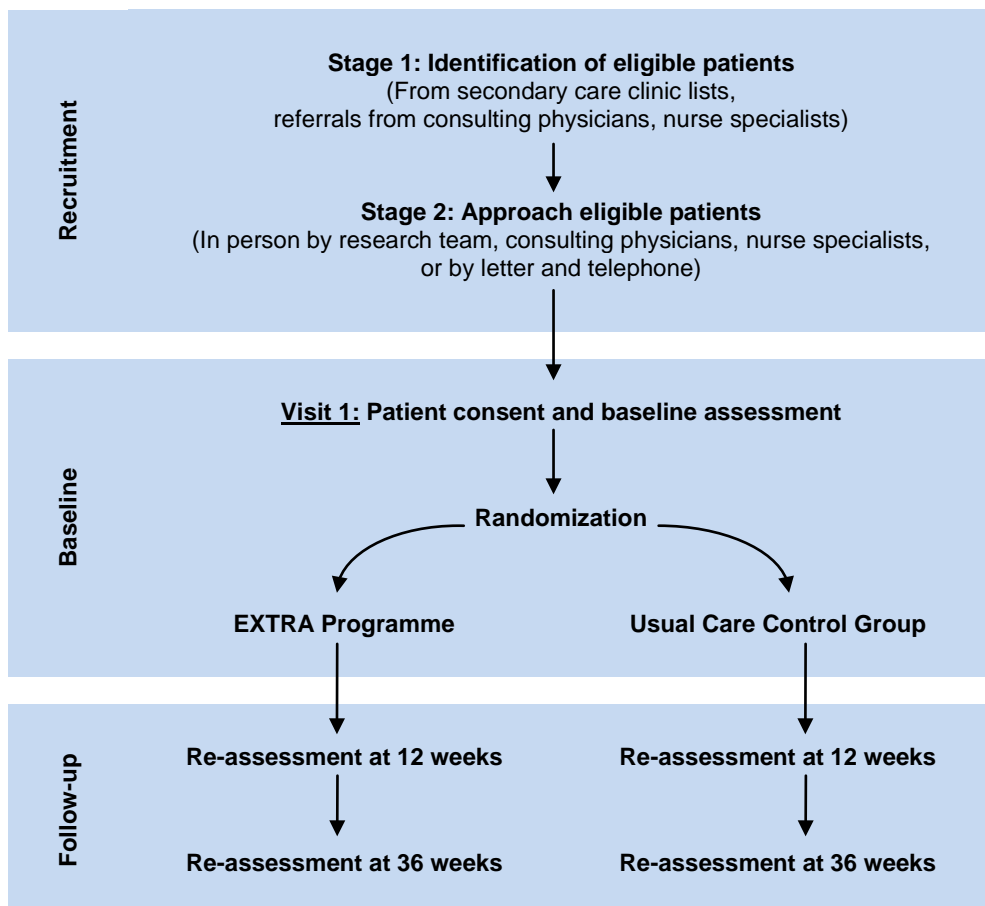 Recruitment
Stage 1: Identification of eligible patients
(From secondary care clinic lists,
referrals from consulting physicians, nurse specialists)
Stage 2: Approach eligible patients
(In person by research team, consulting physicians, nurse specialists,
or by letter and telephone)
Baseline
Visit 1: Patient consent and baseline assessment
Randomization
EXTRA Programme
Usual Care Control Group
Follow-up
Re-assessment at 12 weeks
Re-assessment at 12 weeks
Re-assessment at 36 weeks
Re-assessment at 36 weeks